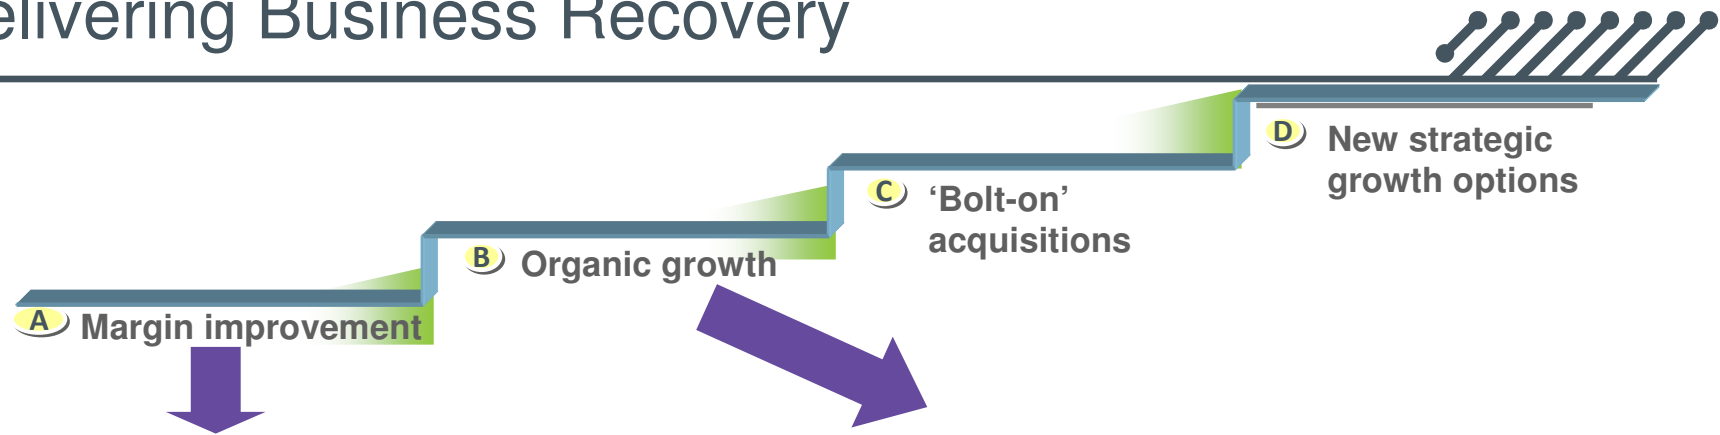 elivering Business Recovery
D New strategic
growth options
C ‘Bolt-on’
acquisitions
B Organic growth
A Margin improvement